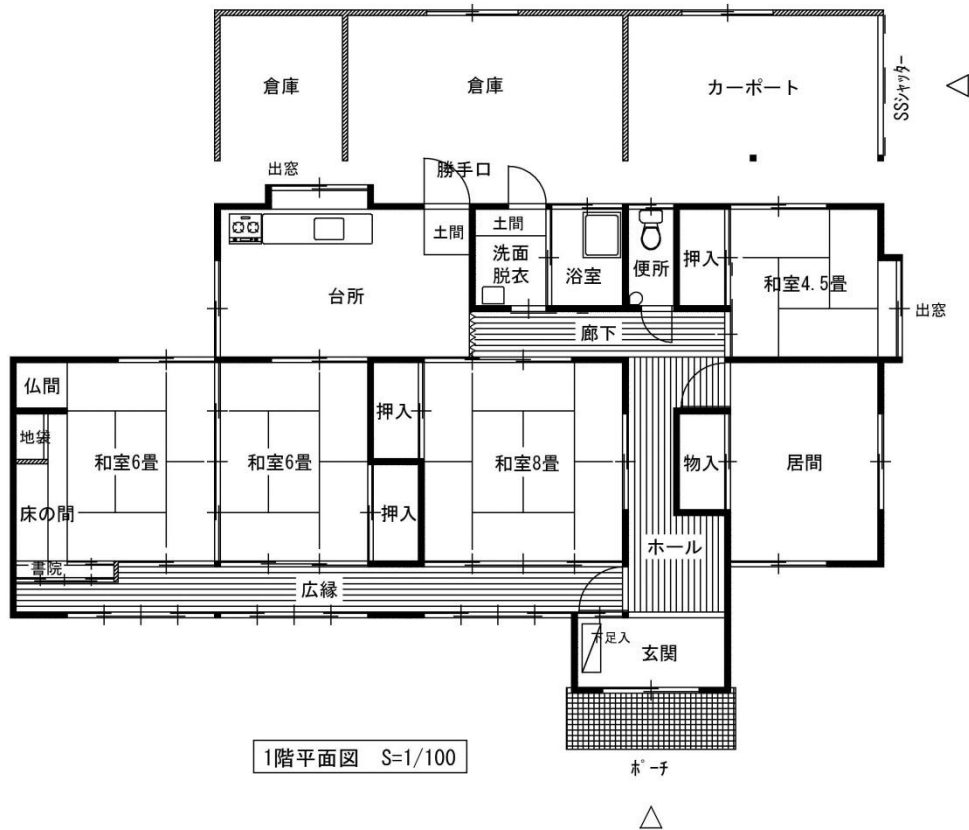 倉庫
倉庫
カーポート
SSシャッター
出窓
勝手口
土間
土間
洗面
脱衣
浴室
便所
押入
和室4.5畳
台所
出窓
廊下
仏間
押入
地袋
和室6畳
和室6畳
和室8畳
物入
居間
床の間
押入
ホール
書院
広縁
下足入
玄関
1階平面図 S=1/100
ポーチ